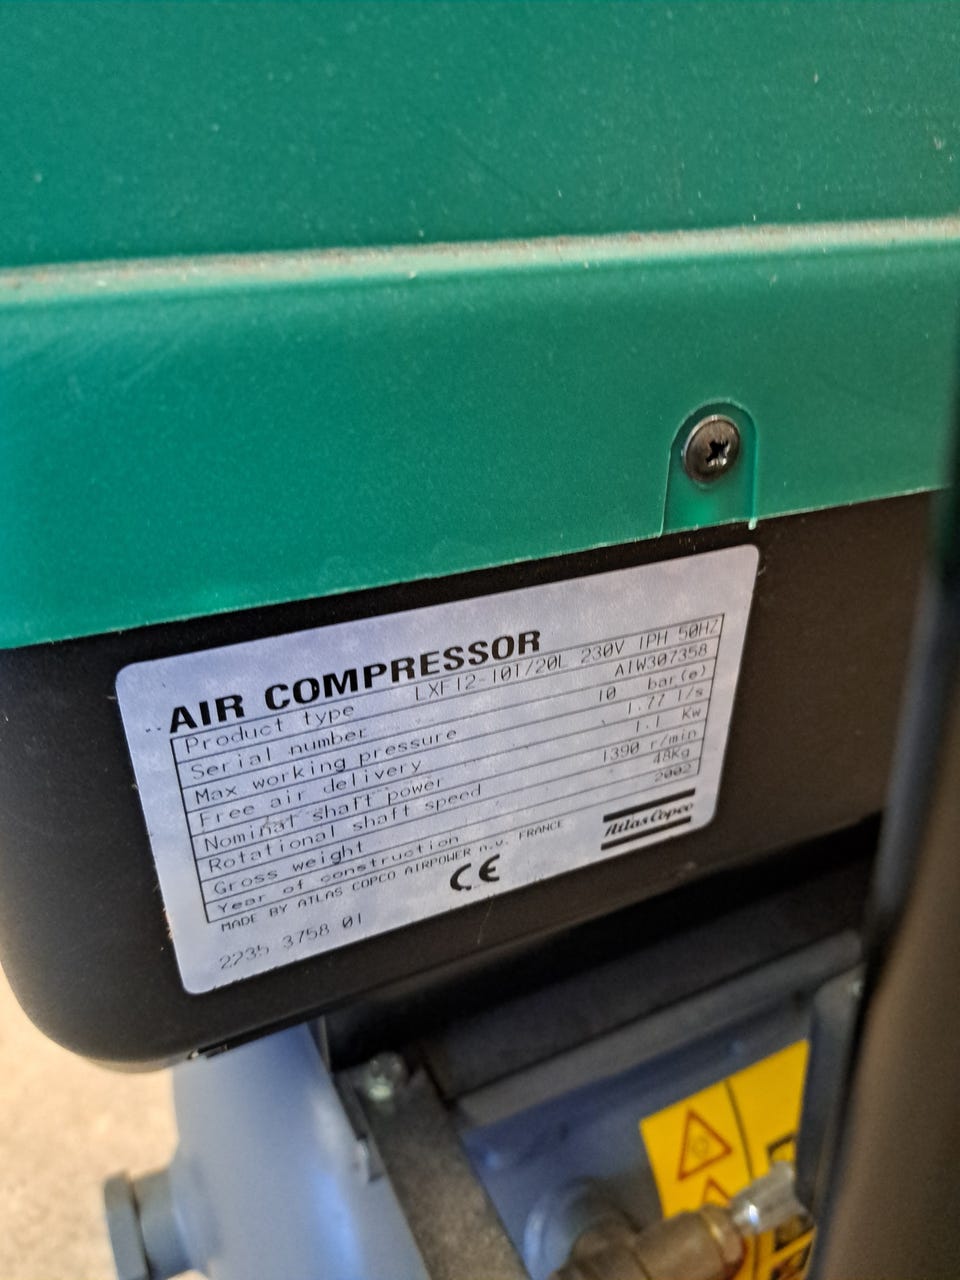 AIR COMPRESSOR
Product type LXF12-10T/20L 230V 1PH 50HZ
Serial number AIW307358
Max working pressure 10 bar(e)
Free air delivery 1.77 l/s
Nominal shaft power 1.1 Kw
Rotational shaft speed 1390 r/min
Gross weight 48Kg
Year of construction 2002
MADE BY ATLAS COPCO AIRPOWER n.v. FRANCE
Atlas Copco
CE
2235 3758 01